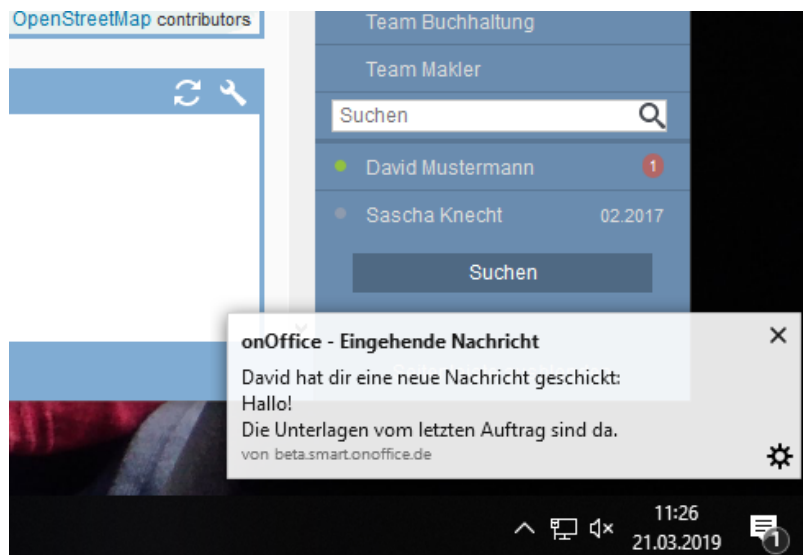 OpenStreetMap contributors
Team Buchhaltung
Team Makler
Suchen
David Mustermann 1
Sascha Knecht 02.2017
Suchen
onOffice - Eingehende Nachricht
David hat dir eine neue Nachricht geschickt:
Hallo!
Die Unterlagen vom letzten Auftrag sind da.
von beta.smart.onoffice.de
11:26
21.03.2019
1